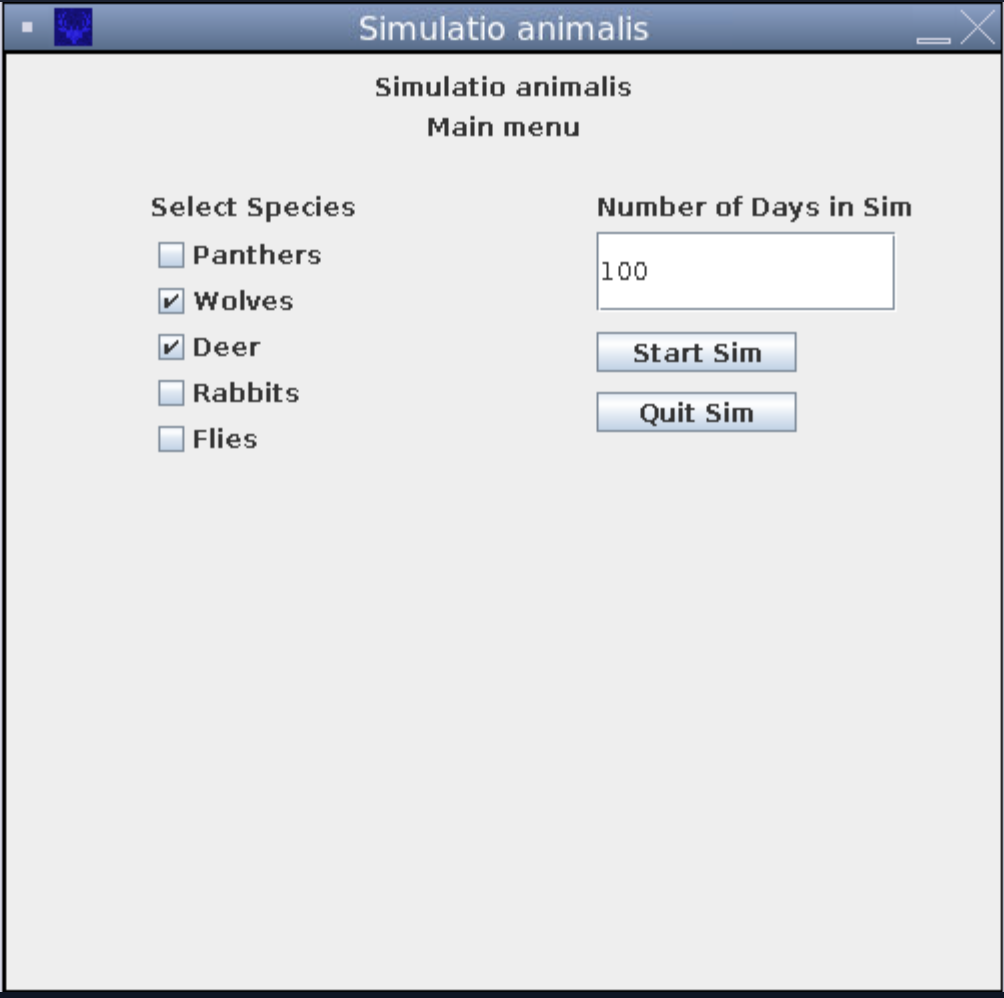 Simulatio animalis
Simulatio animalis
Main menu
Select Species
Panthers
Wolves
Deer
Rabbits
Flies
Number of Days in Sim
100
Start Sim
Quit Sim